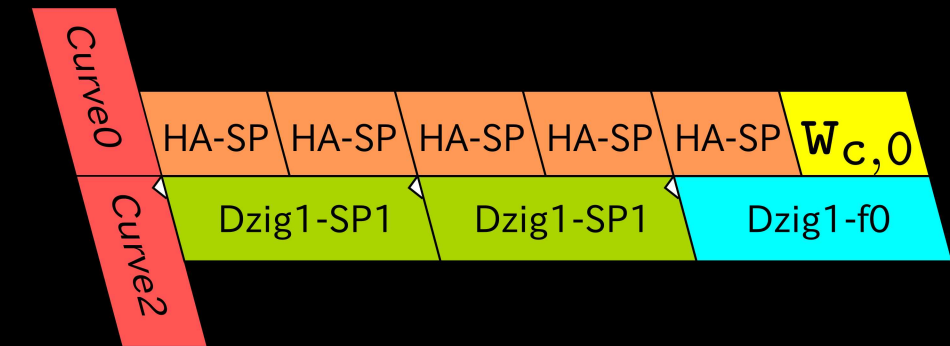 Curve0
HA-SP HA-SP HA-SP HA-SP HA-SP Wc,0
Curve2
Dzig1-SP1 Dzig1-SP1 Dzig1-f0